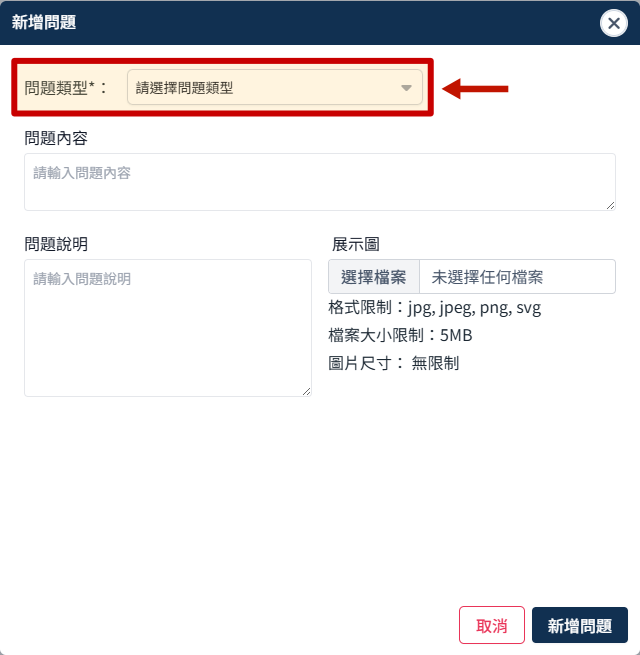 新增問題
問題類型*： 請選擇問題類型
問題內容
請輸入問題內容
問題說明
請輸入問題說明
展示圖
選擇檔案 未選擇任何檔案
格式限制：jpg, jpeg, png, svg
檔案大小限制：5MB
圖片尺寸： 無限制
取消 新增問題